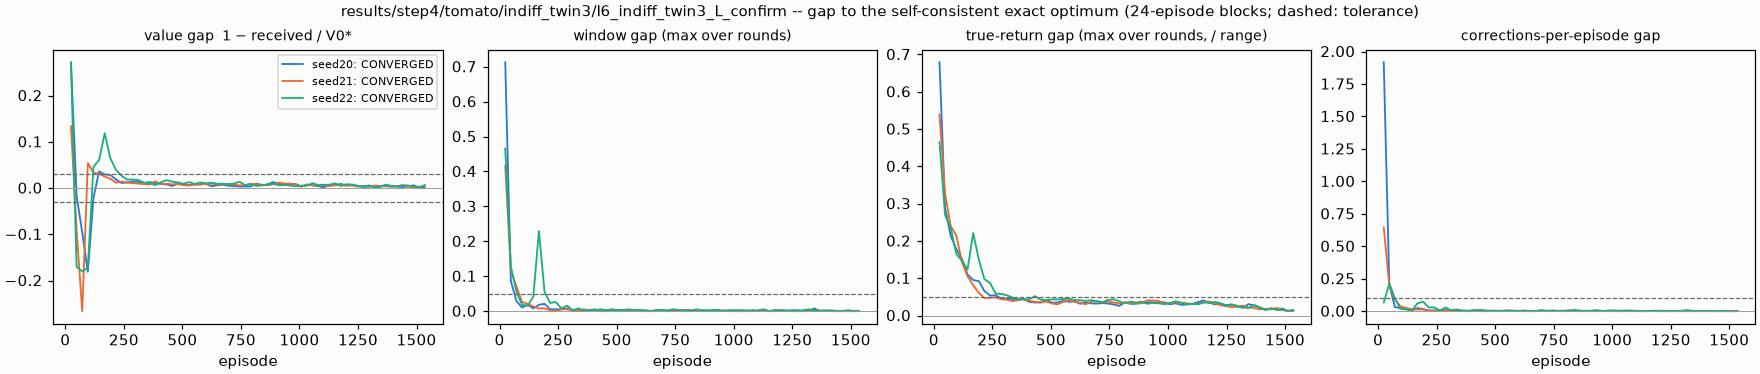 results/step4/tomato/indiff_twin3/l6_indiff_twin3_L_confirm -- gap to the self-consistent exact optimum (24-episode blocks; dashed: tolerance)
value gap 1 − received / V0*
seed20: CONVERGED
seed21: CONVERGED
seed22: CONVERGED
0.2
0.1
0.0
−0.1
−0.2
0 250 500 750 1000 1250 1500
episode
window gap (max over rounds)
0.7
0.6
0.5
0.4
0.3
0.2
0.1
0.0
0 250 500 750 1000 1250 1500
episode
true-return gap (max over rounds, / range)
0.7
0.6
0.5
0.4
0.3
0.2
0.1
0.0
0 250 500 750 1000 1250 1500
episode
corrections-per-episode gap
2.00
1.75
1.50
1.25
1.00
0.75
0.50
0.25
0.00
0 250 500 750 1000 1250 1500
episode